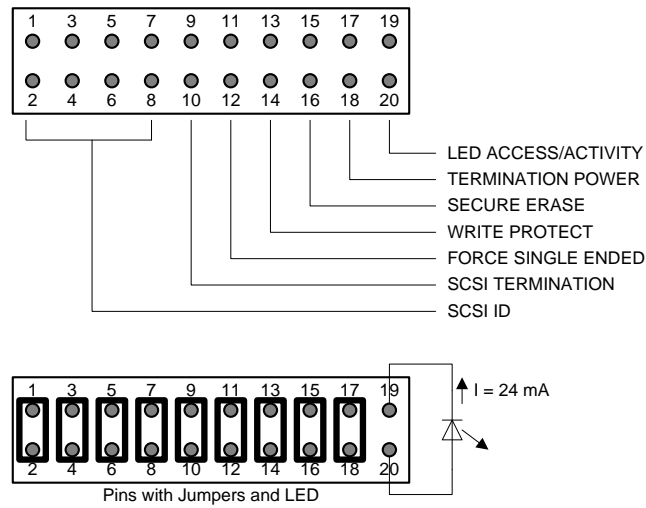 1 3 5 7 9 11 13 15 17 19
2 4 6 8 10 12 14 16 18 20
LED ACCESS/ACTIVITY
TERMINATION POWER
SECURE ERASE
WRITE PROTECT
FORCE SINGLE ENDED
SCSI TERMINATION
SCSI ID
1 3 5 7 9 11 13 15 17 19
I = 24 mA
2 4 6 8 10 12 14 16 18 20
Pins with Jumpers and LED